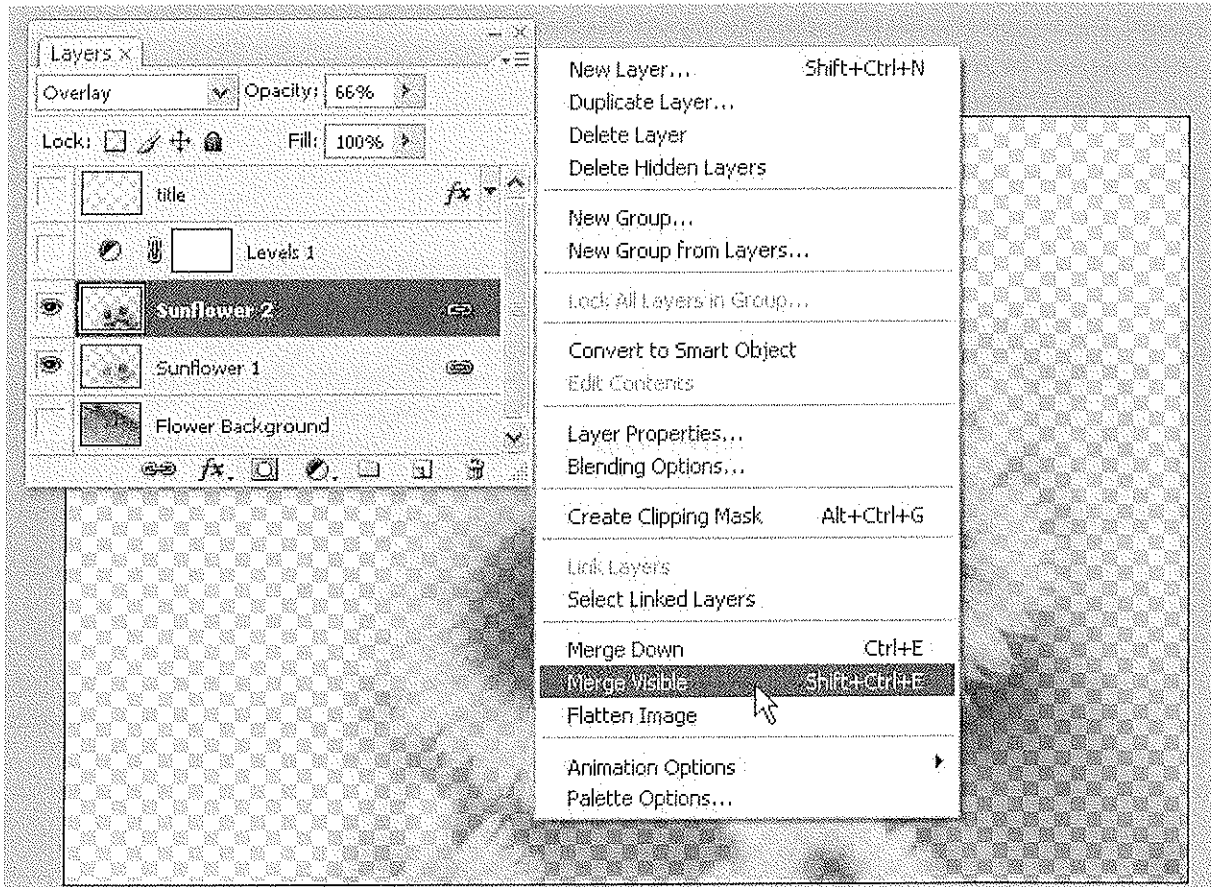 Layers ×
Overlay Opacity: 66%
Lock: Fill: 100%
title fx
Levels 1
Sunflower 2
Sunflower 1
Flower Background
fx.
New Layer... Shift+Ctrl+N
Duplicate Layer...
Delete Layer
Delete Hidden Layers
New Group...
New Group from Layers...
Lock All Layers in Group...
Convert to Smart Object
Edit Contents
Layer Properties...
Blending Options...
Create Clipping Mask Alt+Ctrl+G
Link Layers
Select Linked Layers
Merge Down Ctrl+E
Merge Visible Shift+Ctrl+E
Flatten Image
Animation Options
Palette Options...